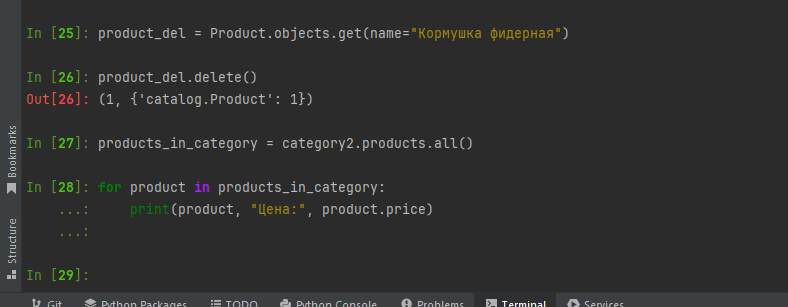 In [25]: product_del = Product.objects.get(name="Кормушка фидерная")
In [26]: product_del.delete()
Out[26]: (1, {'catalog.Product': 1})
In [27]: products_in_category = category2.products.all()
In [28]: for product in products_in_category:
    ...:     print(product, "Цена:", product.price)
    ...:
In [29]:
Bookmarks
Structure
Git
Python Packages
TODO
Python Console
Problems
Terminal
Services